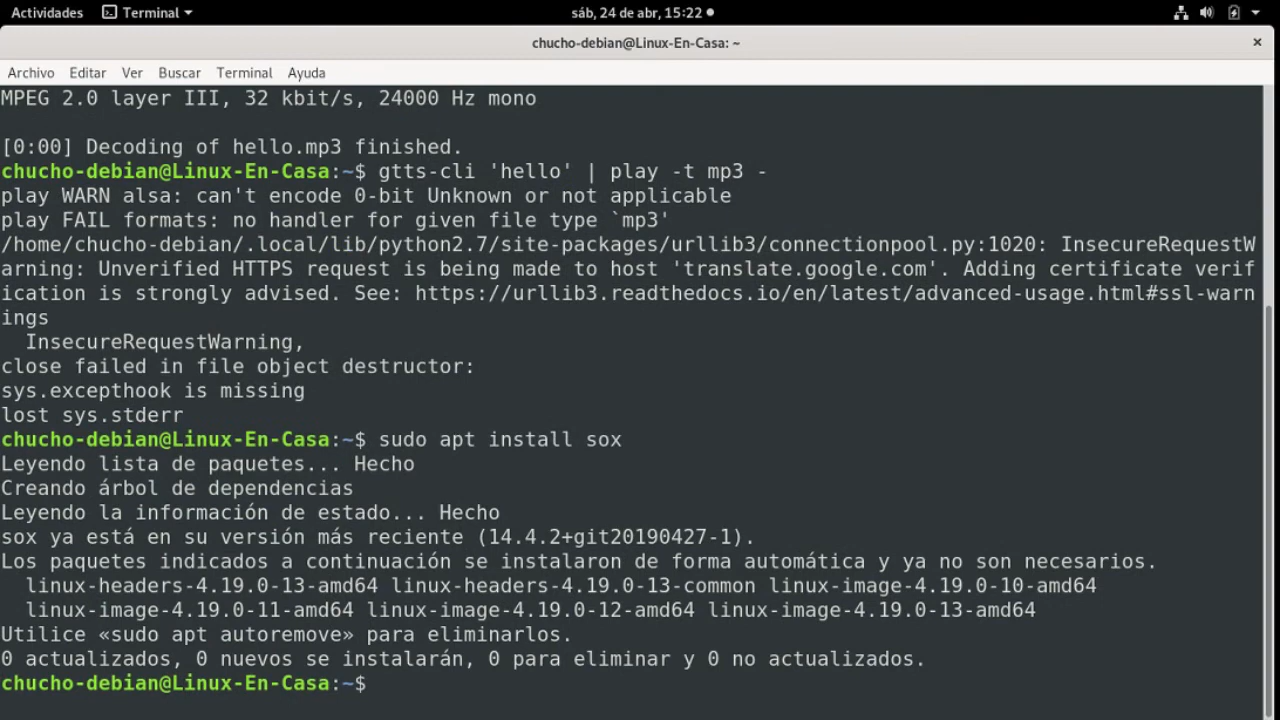 Actividades Terminal sáb, 24 de abr, 15:22
chucho-debian@Linux-En-Casa: ~ ×
Archivo Editar Ver Buscar Terminal Ayuda
MPEG 2.0 layer III, 32 kbit/s, 24000 Hz mono
[0:00] Decoding of hello.mp3 finished.
chucho-debian@Linux-En-Casa:~$ gtts-cli 'hello' | play -t mp3 -
play WARN alsa: can't encode 0-bit Unknown or not applicable
play FAIL formats: no handler for given file type `mp3'
/home/chucho-debian/.local/lib/python2.7/site-packages/urllib3/connectionpool.py:1020: InsecureRequestW
arning: Unverified HTTPS request is being made to host 'translate.google.com'. Adding certificate verif
ication is strongly advised. See: https://urllib3.readthedocs.io/en/latest/advanced-usage.html#ssl-warn
ings
  InsecureRequestWarning,
close failed in file object destructor:
sys.excepthook is missing
lost sys.stderr
chucho-debian@Linux-En-Casa:~$ sudo apt install sox
Leyendo lista de paquetes... Hecho
Creando árbol de dependencias
Leyendo la información de estado... Hecho
sox ya está en su versión más reciente (14.4.2+git20190427-1).
Los paquetes indicados a continuación se instalaron de forma automática y ya no son necesarios.
  linux-headers-4.19.0-13-amd64 linux-headers-4.19.0-13-common linux-image-4.19.0-10-amd64
  linux-image-4.19.0-11-amd64 linux-image-4.19.0-12-amd64 linux-image-4.19.0-13-amd64
Utilice «sudo apt autoremove» para eliminarlos.
0 actualizados, 0 nuevos se instalarán, 0 para eliminar y 0 no actualizados.
chucho-debian@Linux-En-Casa:~$